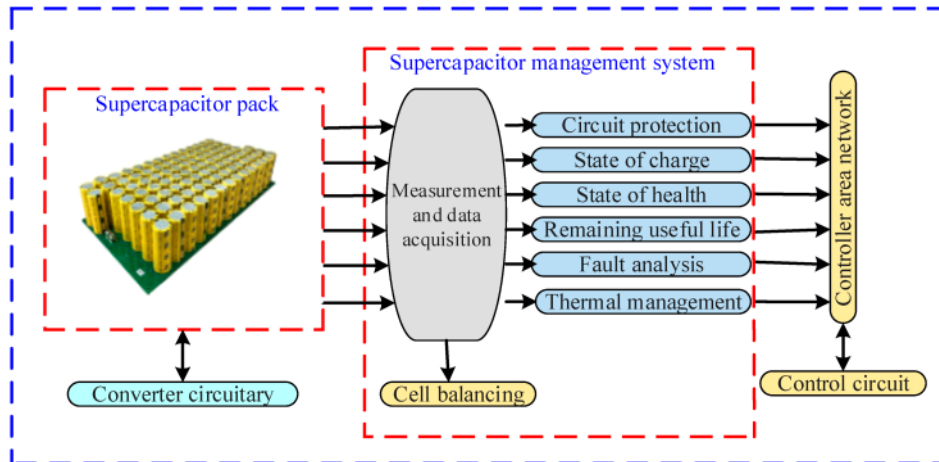 Supercapacitor management system
Supercapacitor pack
Measurement
and data
acquisition
Circuit protection
State of charge
State of health
Remaining useful life
Fault analysis
Thermal management
Controller area network
Converter circuitary
Cell balancing
Control circuit